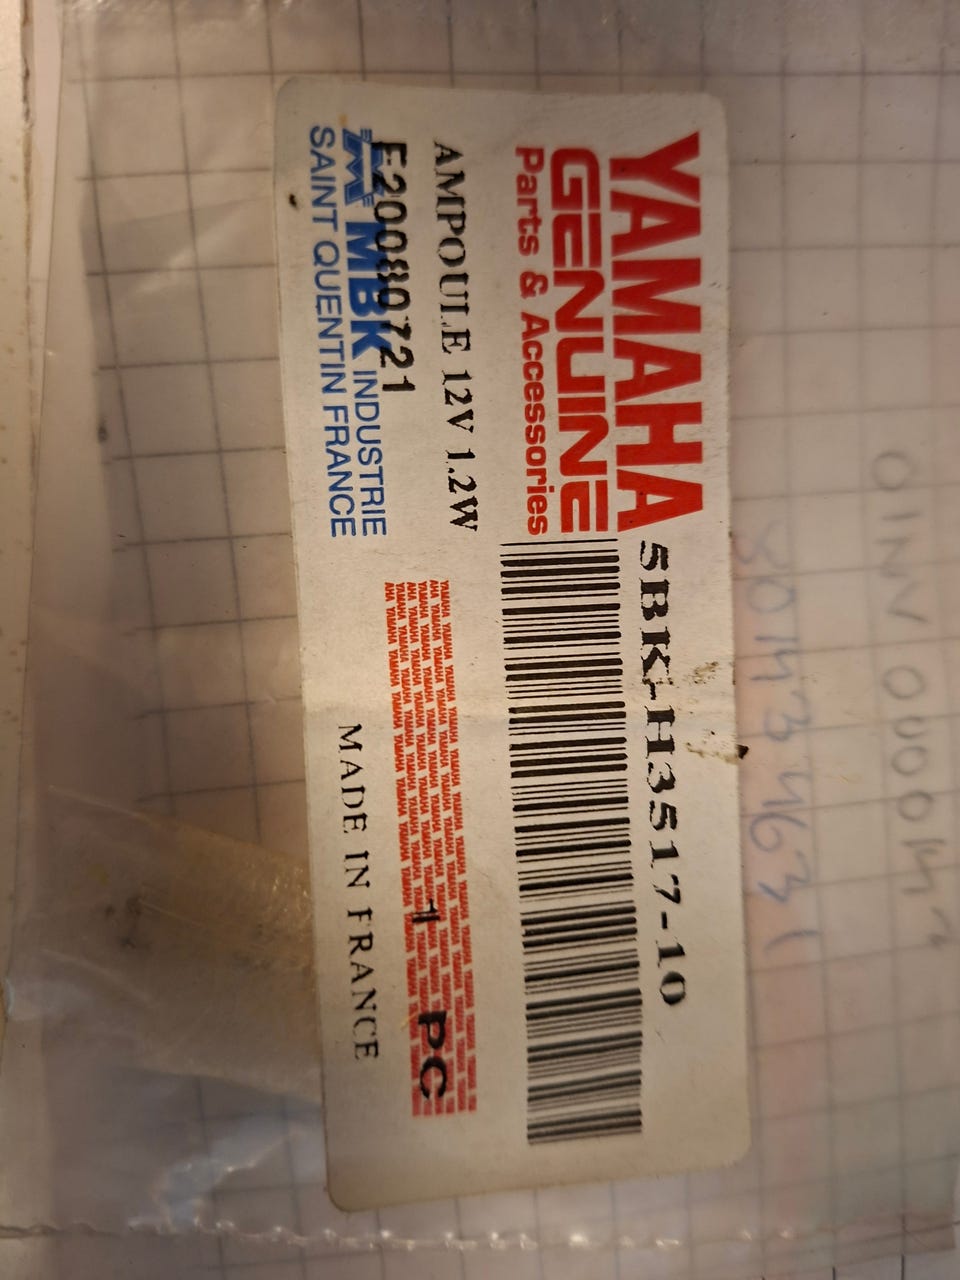 YAMAHA
GENUINE
Parts & Accessories
5BK-H3517-10
AMPOULE 12V 1.2W
E20080721
MBK INDUSTRIE
SAINT QUENTIN FRANCE
1 PC
MADE IN FRANCE